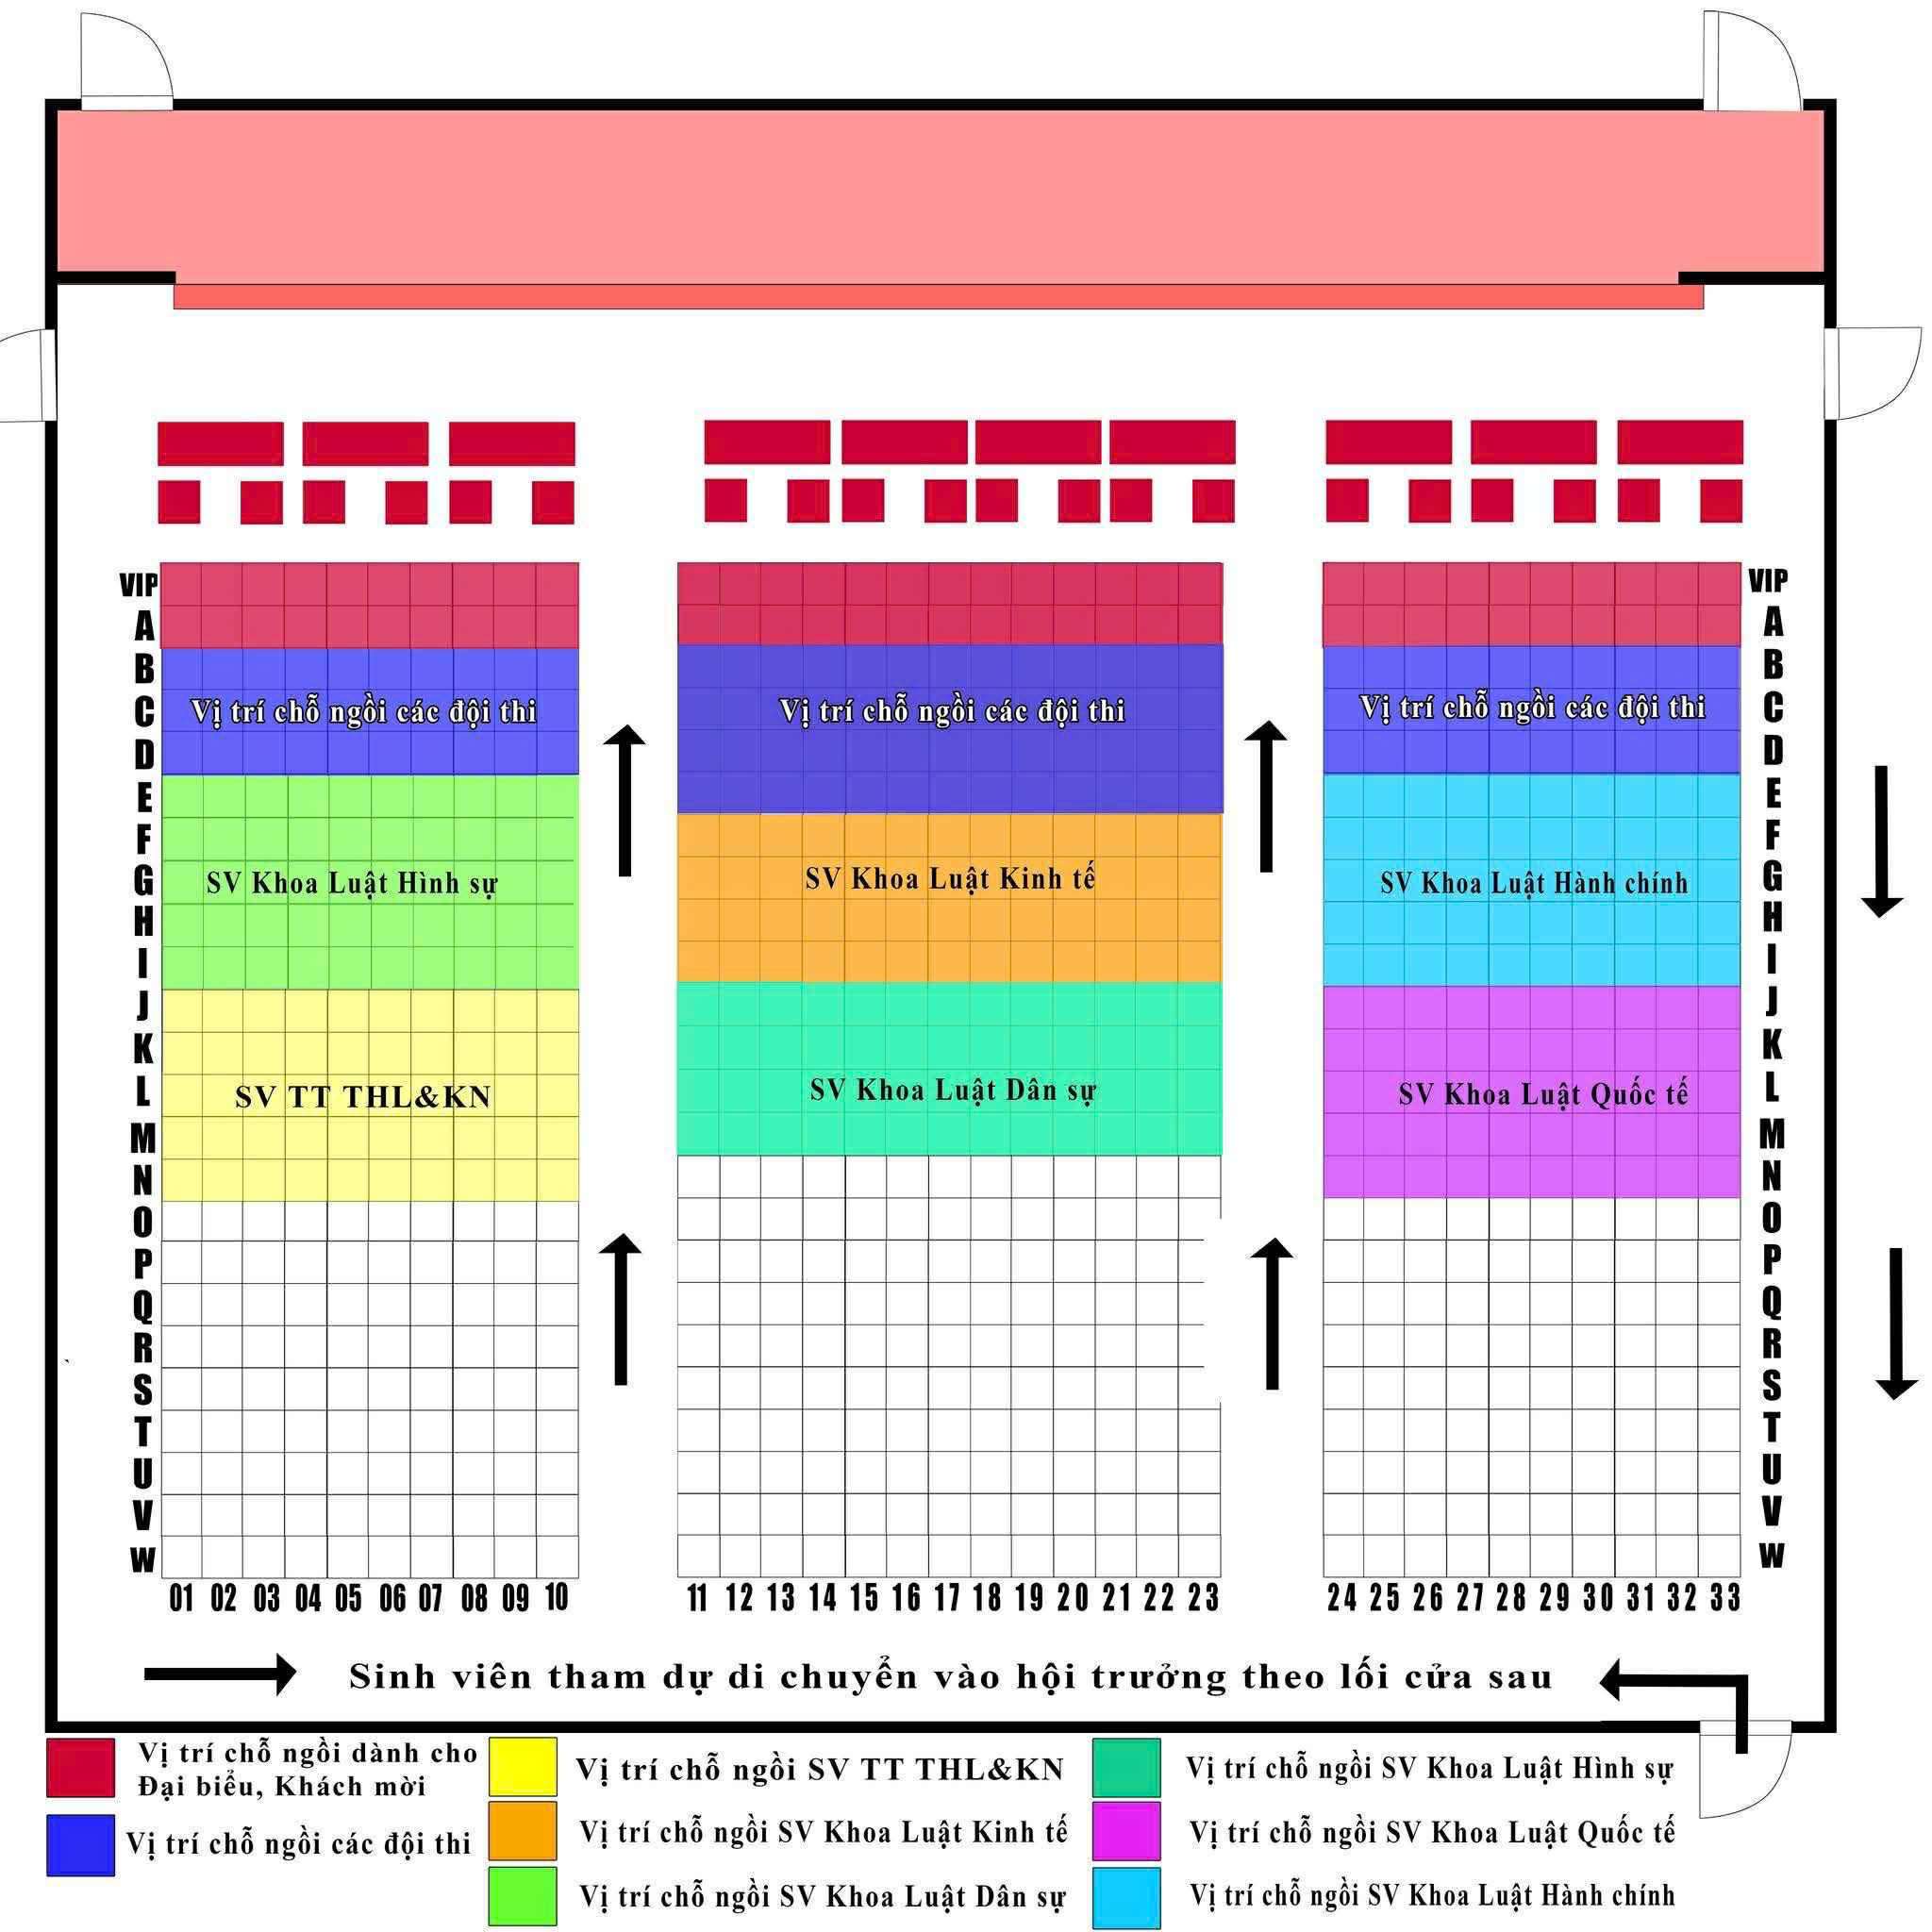 VIP
VIP
A
A
B
B
Vị trí chỗ ngồi các đội thi
Vị trí chỗ ngồi các đội thi
Vị trí chỗ ngồi các đội thi
C
C
D
D
E
E
F
F
G
G
SV Khoa Luật Hình sự
SV Khoa Luật Kinh tế
SV Khoa Luật Hành chính
H
H
I
I
J
J
K
K
L
L
SV TT THL&KN
SV Khoa Luật Dân sự
SV Khoa Luật Quốc tế
M
M
N
N
O
O
P
P
Q
Q
R
R
S
S
T
T
U
U
V
V
W
W
01 02 03 04 05 06 07 08 09 10
11 12 13 14 15 16 17 18 19 20 21 22 23
24 25 26 27 28 29 30 31 32 33
Sinh viên tham dự di chuyển vào hội trưởng theo lối cửa sau
Vị trí chỗ ngồi dành cho
Đại biểu, Khách mời
Vị trí chỗ ngồi các đội thi
Vị trí chỗ ngồi SV TT THL&KN
Vị trí chỗ ngồi SV Khoa Luật Kinh tế
Vị trí chỗ ngồi SV Khoa Luật Dân sự
Vị trí chỗ ngồi SV Khoa Luật Hình sự
Vị trí chỗ ngồi SV Khoa Luật Quốc tế
Vị trí chỗ ngồi SV Khoa Luật Hành chính